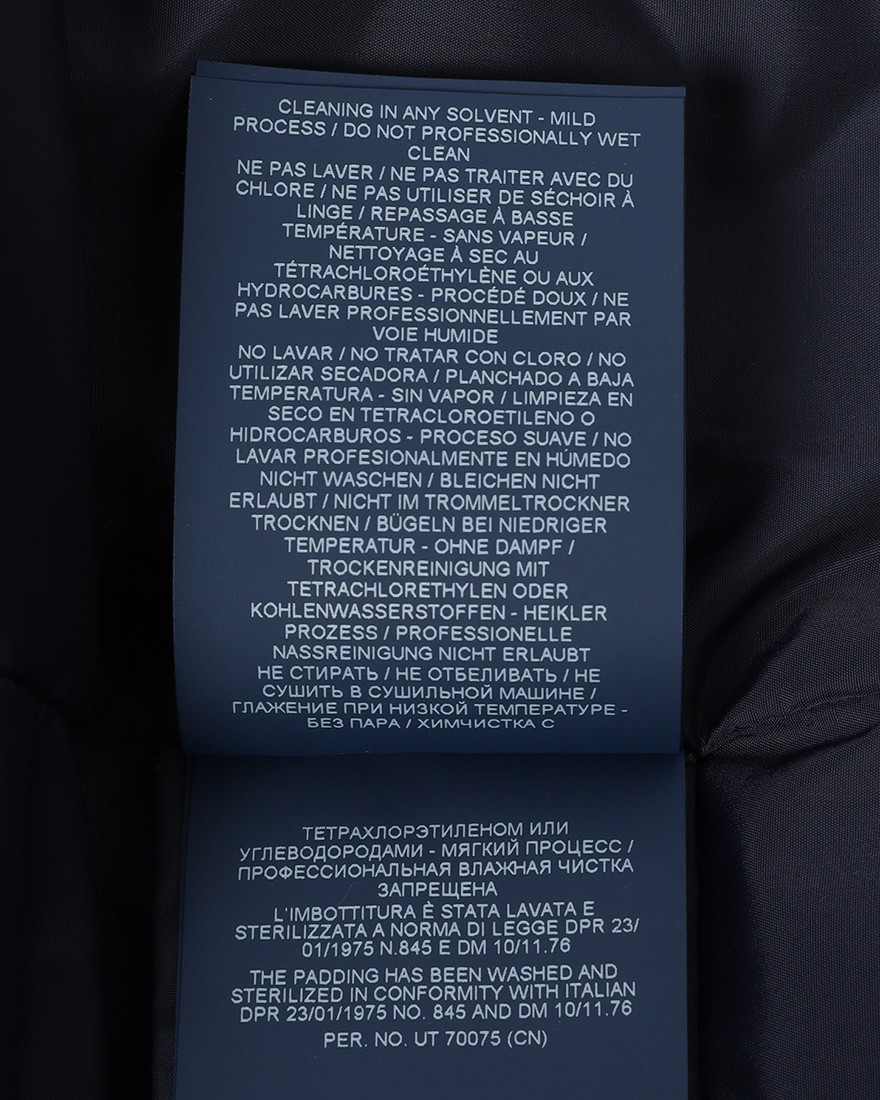 CLEANING IN ANY SOLVENT - MILD
PROCESS / DO NOT PROFESSIONALLY WET
CLEAN
NE PAS LAVER / NE PAS TRAITER AVEC DU
CHLORE / NE PAS UTILISER DE SÉCHOIR À
LINGE / REPASSAGE À BASSE
TEMPÉRATURE - SANS VAPEUR /
NETTOYAGE À SEC AU
TÉTRACHLOROÉTHYLÈNE OU AUX
HYDROCARBURES - PROCÉDÉ DOUX / NE
PAS LAVER PROFESSIONNELLEMENT PAR
VOIE HUMIDE
NO LAVAR / NO TRATAR CON CLORO / NO
UTILIZAR SECADORA / PLANCHADO A BAJA
TEMPERATURA - SIN VAPOR / LIMPIEZA EN
SECO EN TETRACLOROETILENO O
HIDROCARBUROS - PROCESO SUAVE / NO
LAVAR PROFESIONALMENTE EN HÚMEDO
NICHT WASCHEN / BLEICHEN NICHT
ERLAUBT / NICHT IM TROMMELTROCKNER
TROCKNEN / BÜGELN BEI NIEDRIGER
TEMPERATUR - OHNE DAMPF /
TROCKENREINIGUNG MIT
TETRACHLORETHYLEN ODER
KOHLENWASSERSTOFFEN - HEIKLER
PROZESS / PROFESSIONELLE
NASSREINIGUNG NICHT ERLAUBT
НЕ СТИРАТЬ / НЕ ОТБЕЛИВАТЬ / НЕ
СУШИТЬ В СУШИЛЬНОЙ МАШИНЕ /
ГЛАЖЕНИЕ ПРИ НИЗКОЙ ТЕМПЕРАТУРЕ -
БЕЗ ПАРА / ХИМЧИСТКА С
ТЕТРАХЛОРЭТИЛЕНОМ ИЛИ
УГЛЕВОДОРОДАМИ - МЯГКИЙ ПРОЦЕСС /
ПРОФЕССИОНАЛЬНАЯ ВЛАЖНАЯ ЧИСТКА
ЗАПРЕЩЕНА
L'IMBOTTITURA È STATA LAVATA E
STERILIZZATA A NORMA DI LEGGE DPR 23/
01/1975 N.845 E DM 10/11.76
THE PADDING HAS BEEN WASHED AND
STERILIZED IN CONFORMITY WITH ITALIAN
DPR 23/01/1975 NO. 845 AND DM 10/11.76
PER. NO. UT 70075 (CN)